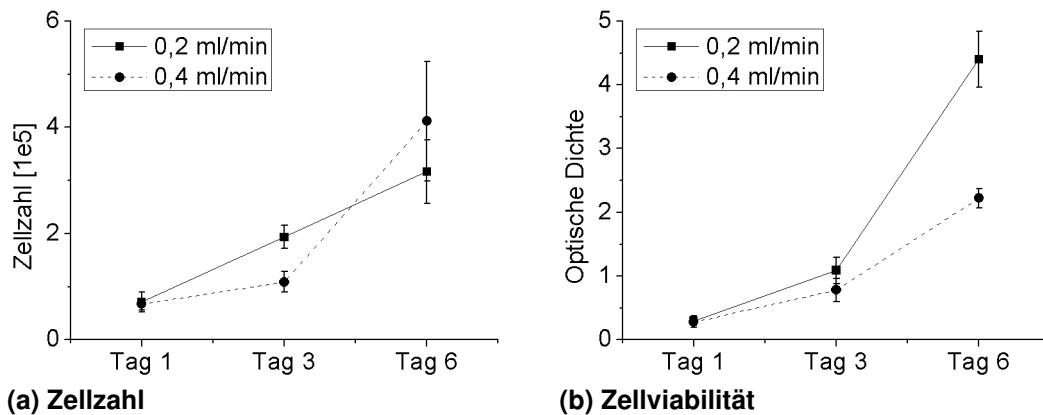 6
4
2
0
Zellzahl [1e5]
0,2 ml/min
0,4 ml/min
Tag 1
Tag 3
Tag 6
(a) Zellzahl
5
4
3
2
1
0
Optische Dichte
0,2 ml/min
0,4 ml/min
Tag 1
Tag 3
Tag 6
(b) Zellviabilität